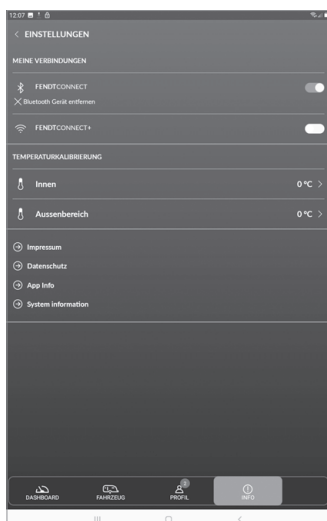 12:07
EINSTELLUNGEN
MEINE VERBINDUNGEN
FENDTCONNECT
Bluetooth Gerät entfernen
FENDTCONNECT+
TEMPERATURKALIBRIERUNG
Innen 0 °C
Aussenbereich 0 °C
Impressum
Datenschutz
App Info
System information
2
DASHBOARD FAHRZEUG PROFIL INFO